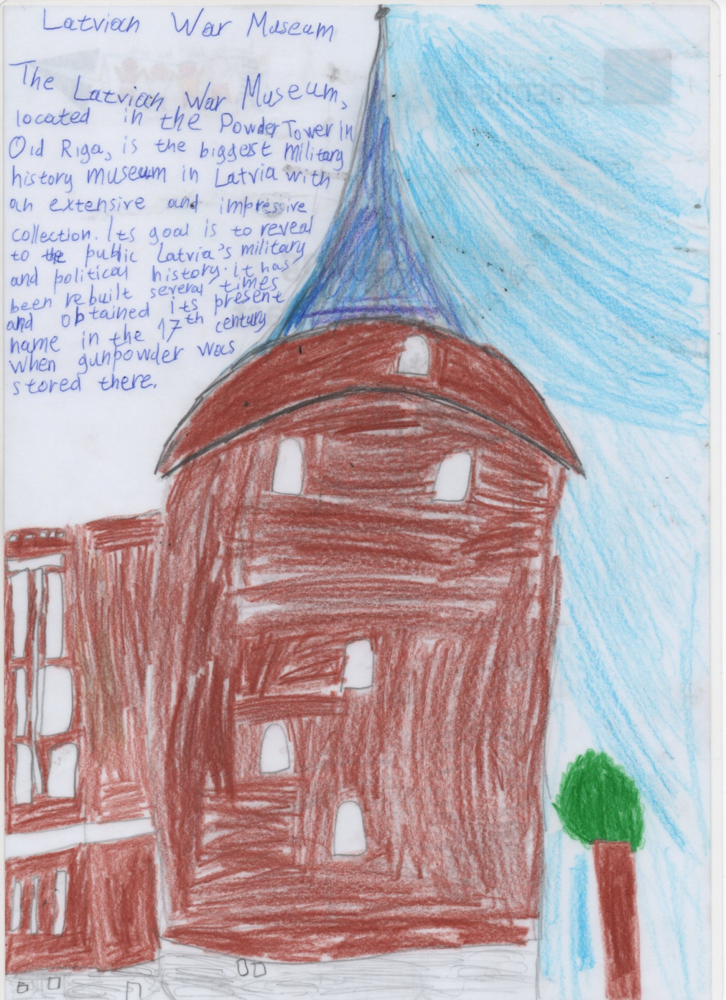 Latvian War Museum
The Latvian War Museum,
located in the Powder Tower in
Old Riga, is the biggest military
history museum in Latvia with
an extensive and impressive
collection. Its goal is to reveal
to the public Latvia's military
and political history. It has
been rebuilt several times
and obtained its present
name in the 17th century
when gunpowder was
stored there.